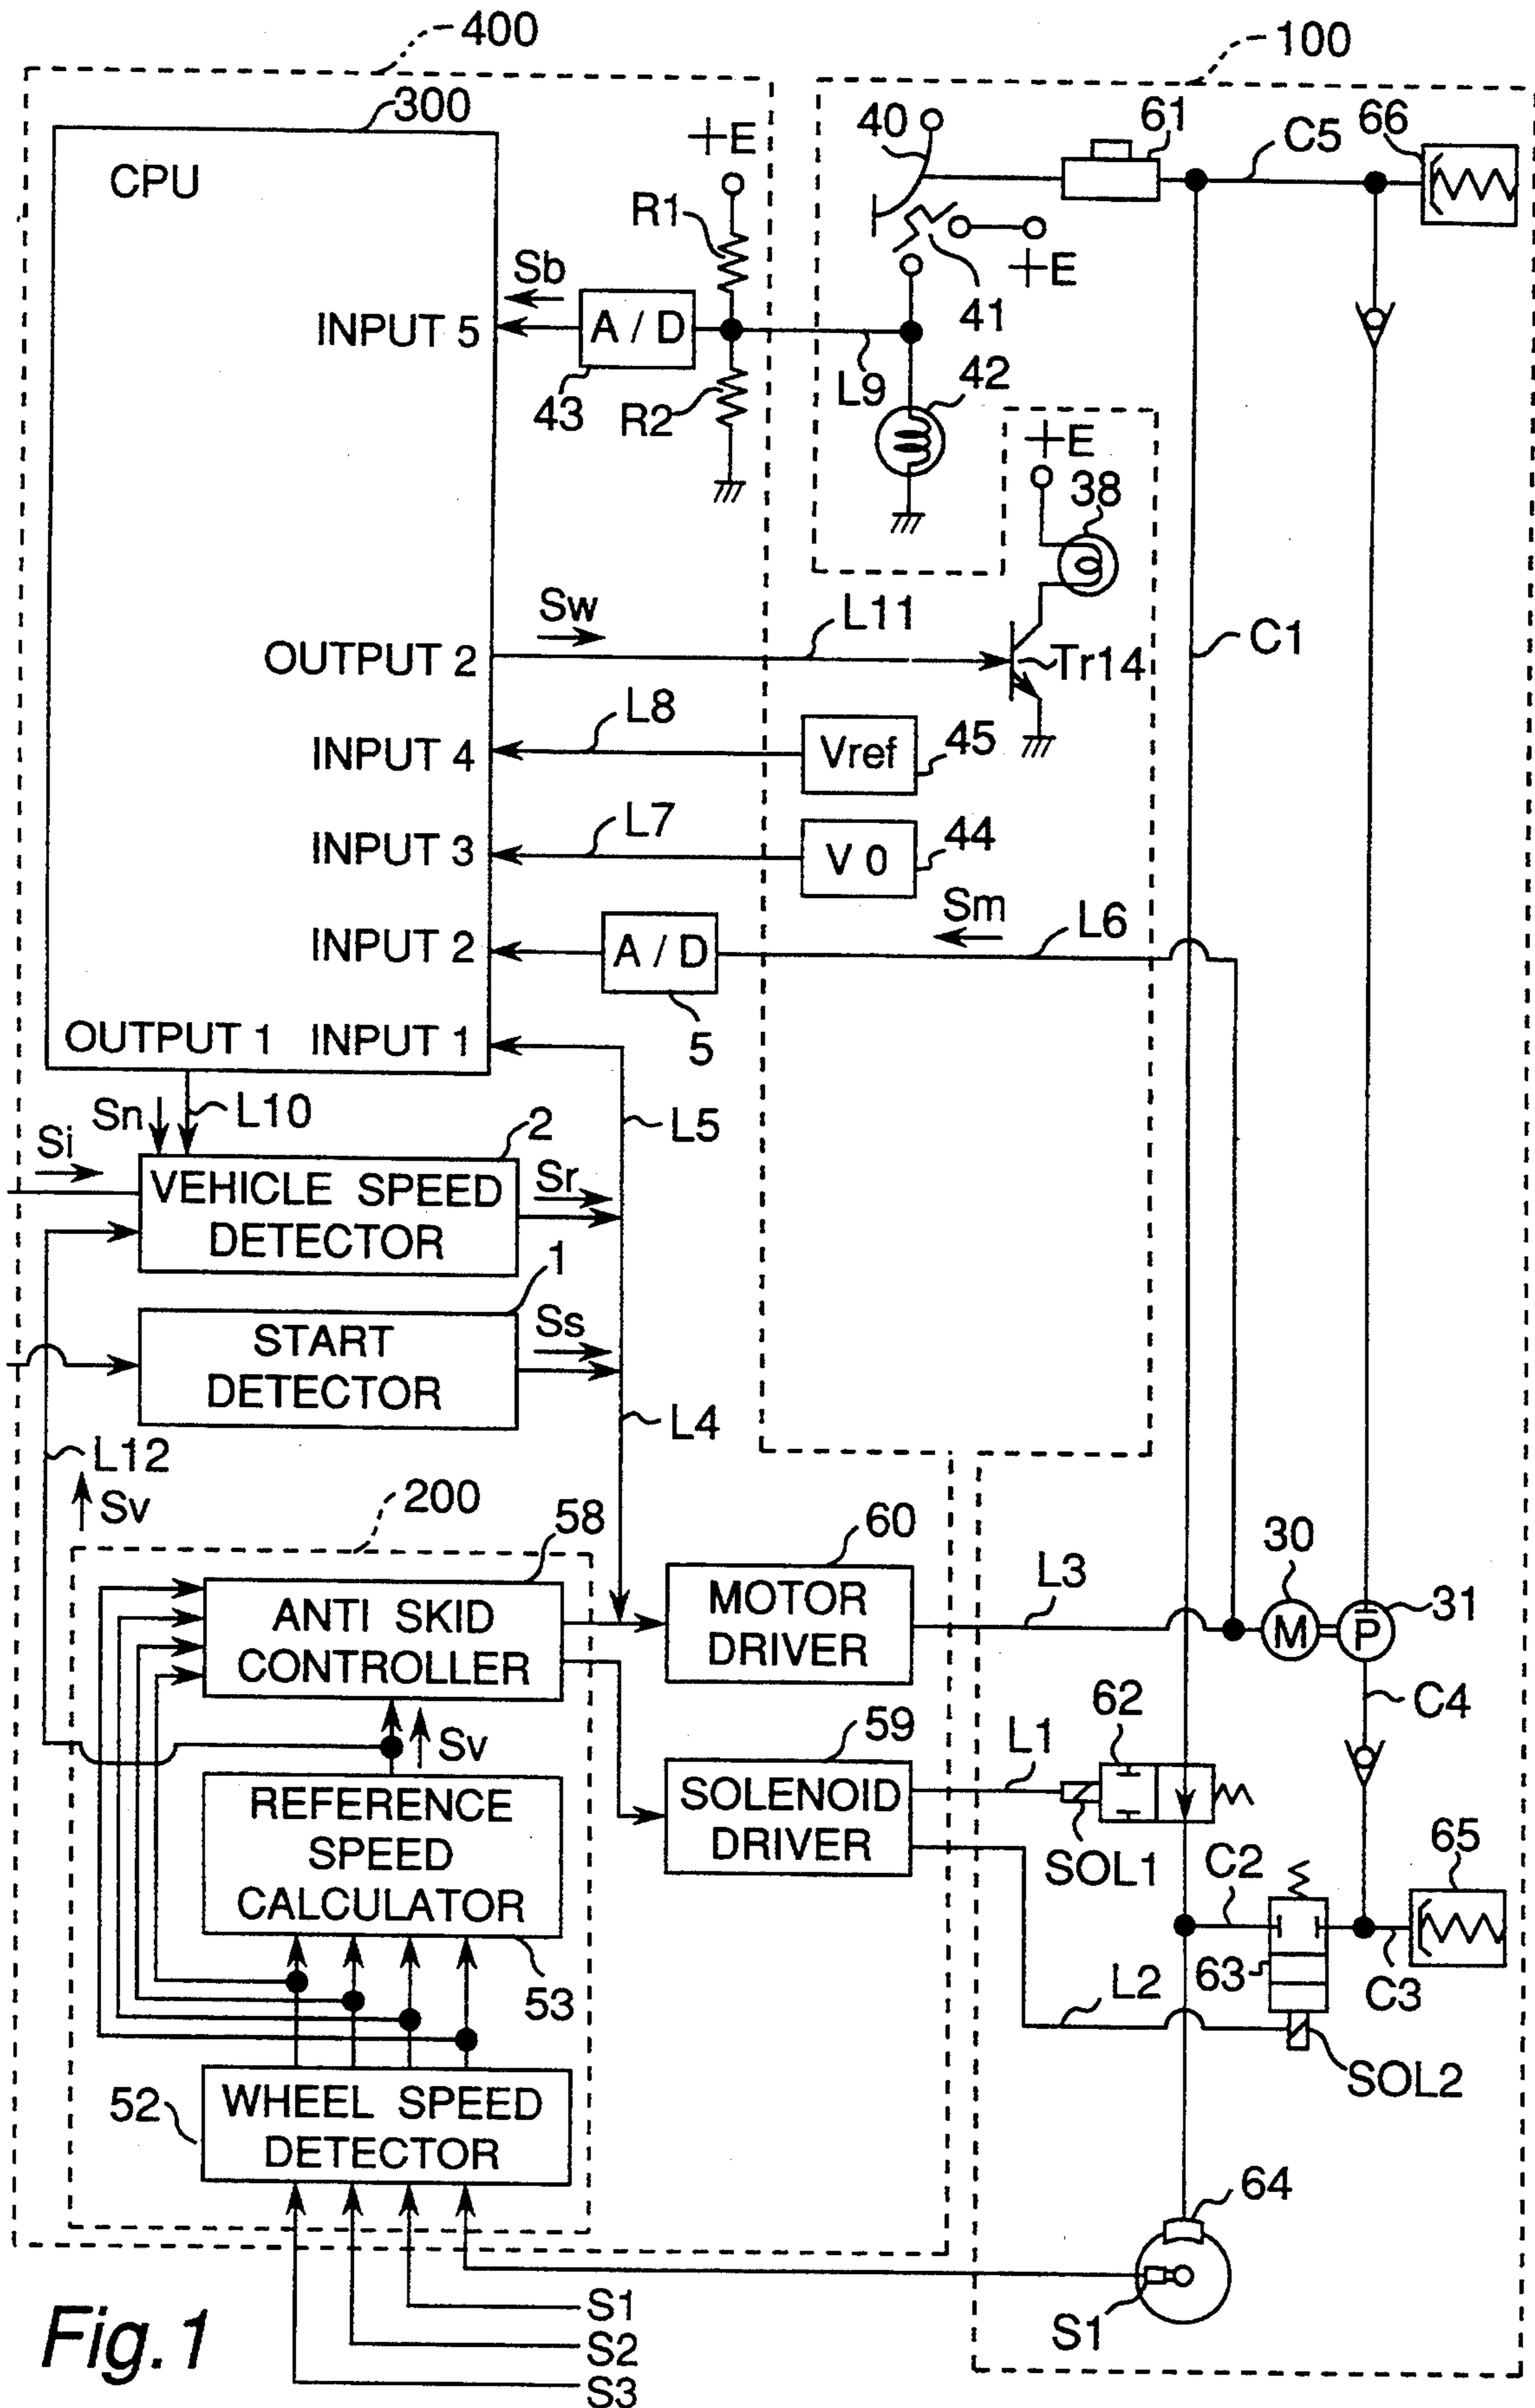 400
100
300
CPU
+E
40
61
C5
66
R1
Sb
+E
41
INPUT 5
A / D
43
R2
L9
42
+E
38
Sw
L11
OUTPUT 2
Tr14
C1
L8
INPUT 4
Vref
45
L7
INPUT 3
V 0
44
Sm
L6
INPUT 2
A / D
5
OUTPUT 1
INPUT 1
Sn
L10
L5
Si
2
VEHICLE SPEED
DETECTOR
Sr
1
START
DETECTOR
Ss
L4
L12
Sv
200
58
60
30
ANTI SKID
CONTROLLER
MOTOR
DRIVER
L3
M
P
31
C4
Sv
59
62
L1
REFERENCE
SPEED
CALCULATOR
SOLENOID
DRIVER
SOL1
C2
65
53
L2
63
C3
SOL2
52
WHEEL SPEED
DETECTOR
64
S1
S1
S2
S3
Fig.1